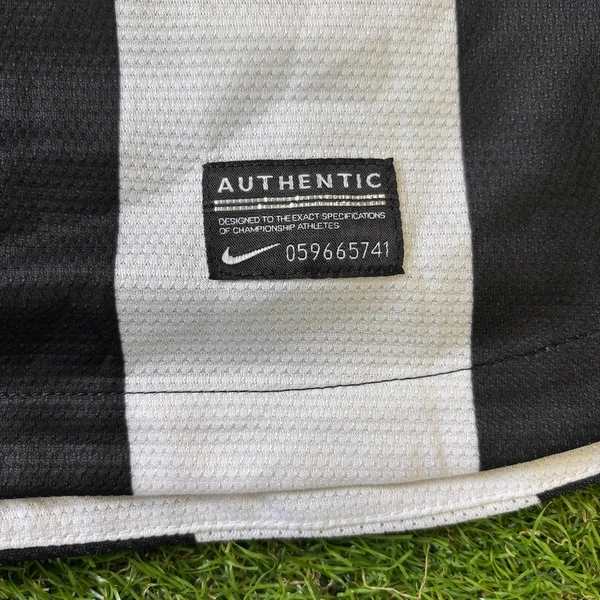 AUTHENTIC
DESIGNED TO THE EXACT SPECIFICATIONS
OF CHAMPIONSHIP ATHLETES
059665741